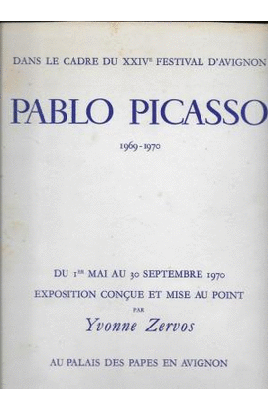 DANS LE CADRE DU XXIVᵉ FESTIVAL D'AVIGNON
PABLO PICASSO
1969-1970
DU 1ᴱᴿ MAI AU 30 SEPTEMBRE 1970
EXPOSITION CONÇUE ET MISE AU POINT
PAR
Yvonne Zervos
AU PALAIS DES PAPES EN AVIGNON